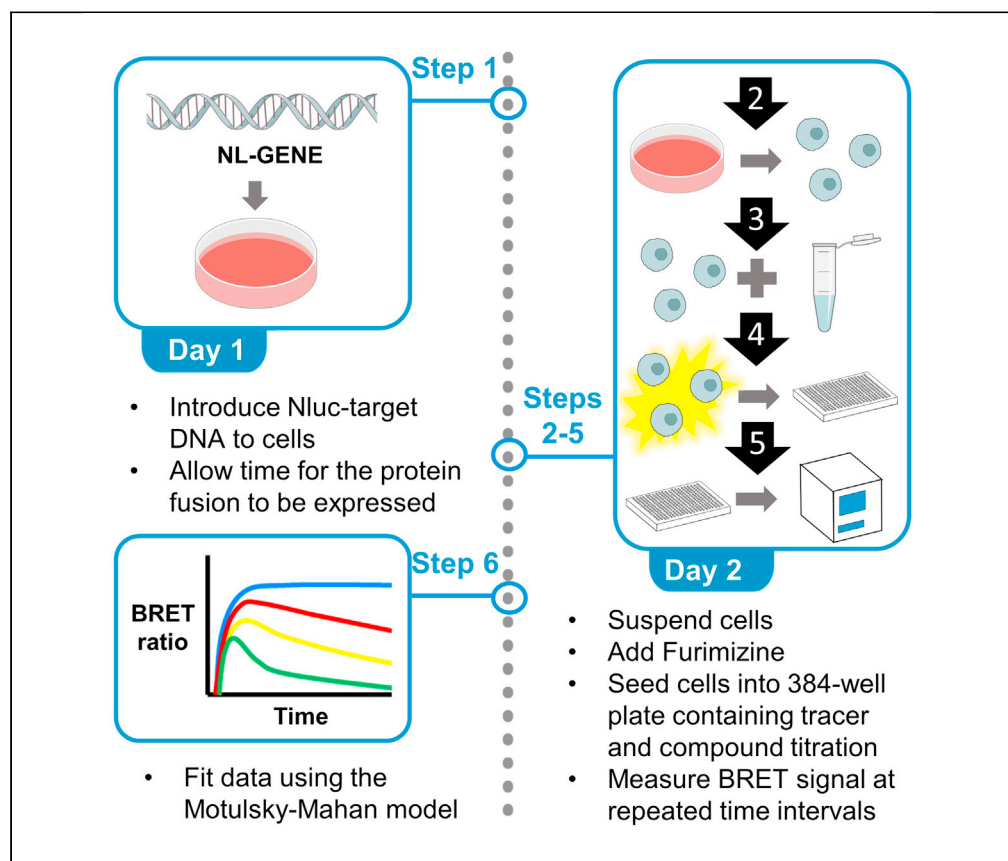 Step 1
NL-GENE
Day 1
• Introduce Nluc-target
DNA to cells
• Allow time for the protein
fusion to be expressed
Steps
2-5
2
3
4
5
Day 2
• Suspend cells
• Add Furimizine
• Seed cells into 384-well
plate containing tracer
and compound titration
• Measure BRET signal at
repeated time intervals
Step 6
BRET
ratio
Time
• Fit data using the
Motulsky-Mahan model